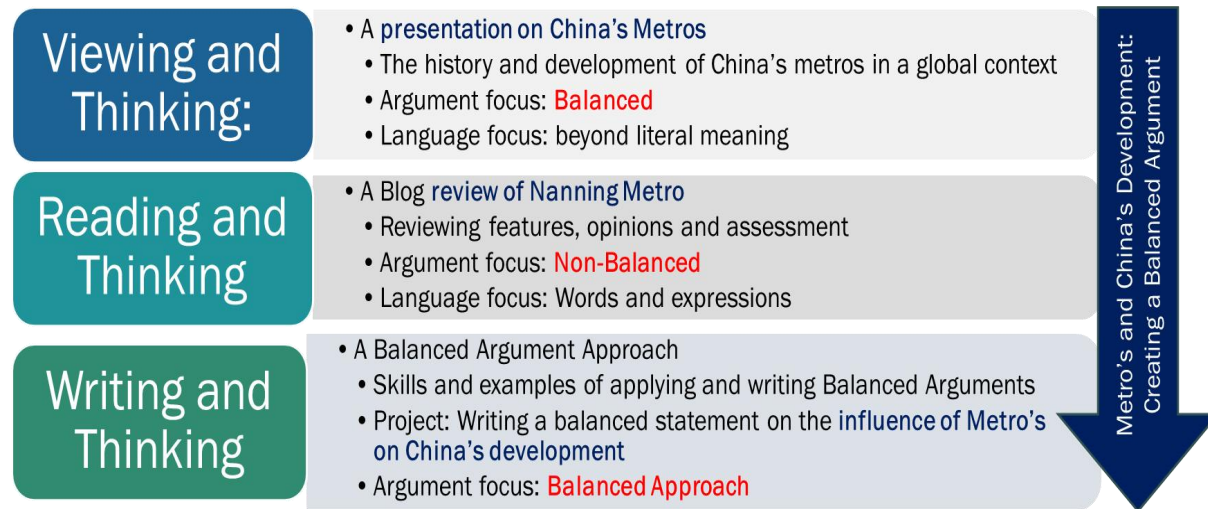 Viewing and
Thinking:
• A presentation on China's Metros
• The history and development of China's metros in a global context
• Argument focus: Balanced
• Language focus: beyond literal meaning
Reading and
Thinking
• A Blog review of Nanning Metro
• Reviewing features, opinions and assessment
• Argument focus: Non-Balanced
• Language focus: Words and expressions
Writing and
Thinking
• A Balanced Argument Approach
• Skills and examples of applying and writing Balanced Arguments
• Project: Writing a balanced statement on the influence of Metro's
on China's development
• Argument focus: Balanced Approach
Metro's and China's Development:
Creating a Balanced Argument